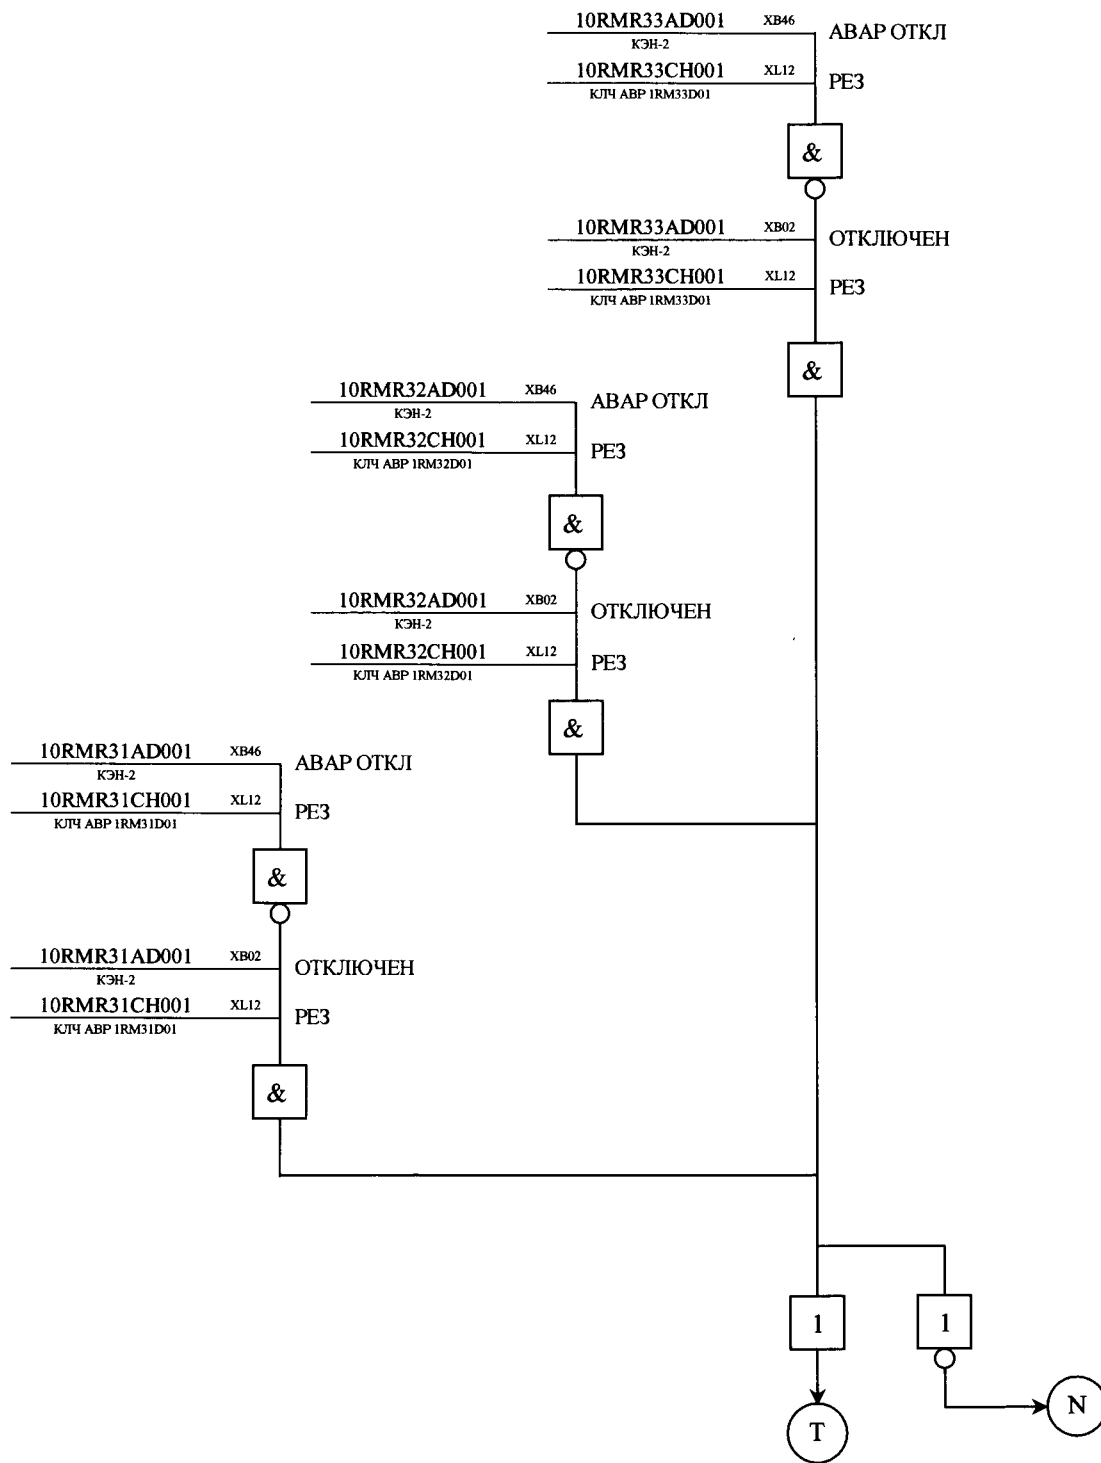 10RMR33AD001 XB46 АВАР ОТКЛ
КЭН-2
10RMR33CH001 XL12 РЕЗ
КЛЧ АВР 1RM33D01
&
10RMR33AD001 XB02 ОТКЛЮЧЕН
КЭН-2
10RMR33CH001 XL12 РЕЗ
КЛЧ АВР 1RM33D01
&
10RMR32AD001 XB46 АВАР ОТКЛ
КЭН-2
10RMR32CH001 XL12 РЕЗ
КЛЧ АВР 1RM32D01
&
10RMR32AD001 XB02 ОТКЛЮЧЕН
КЭН-2
10RMR32CH001 XL12 РЕЗ
КЛЧ АВР 1RM32D01
&
10RMR31AD001 XB46 АВАР ОТКЛ
КЭН-2
10RMR31CH001 XL12 РЕЗ
КЛЧ АВР 1RM31D01
&
10RMR31AD001 XB02 ОТКЛЮЧЕН
КЭН-2
10RMR31CH001 XL12 РЕЗ
КЛЧ АВР 1RM31D01
&
1 1
T N